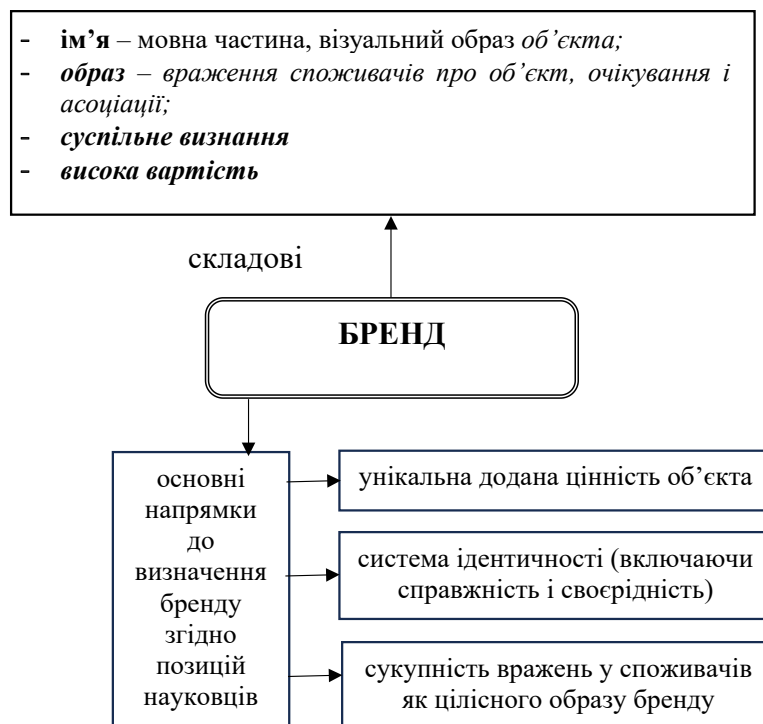 - ім’я – мовна частина, візуальний образ об’єкта;
- образ – враження споживачів про об’єкт, очікування і
асоціації;
- суспільне визнання
- висока вартість
складові
БРЕНД
основні
напрямки
до
визначення
бренду
згідно
позицій
науковців
унікальна додана цінність об’єкта
система ідентичності (включаючи
справжність і своєрідність)
сукупність вражень у споживачів
як цілісного образу бренду